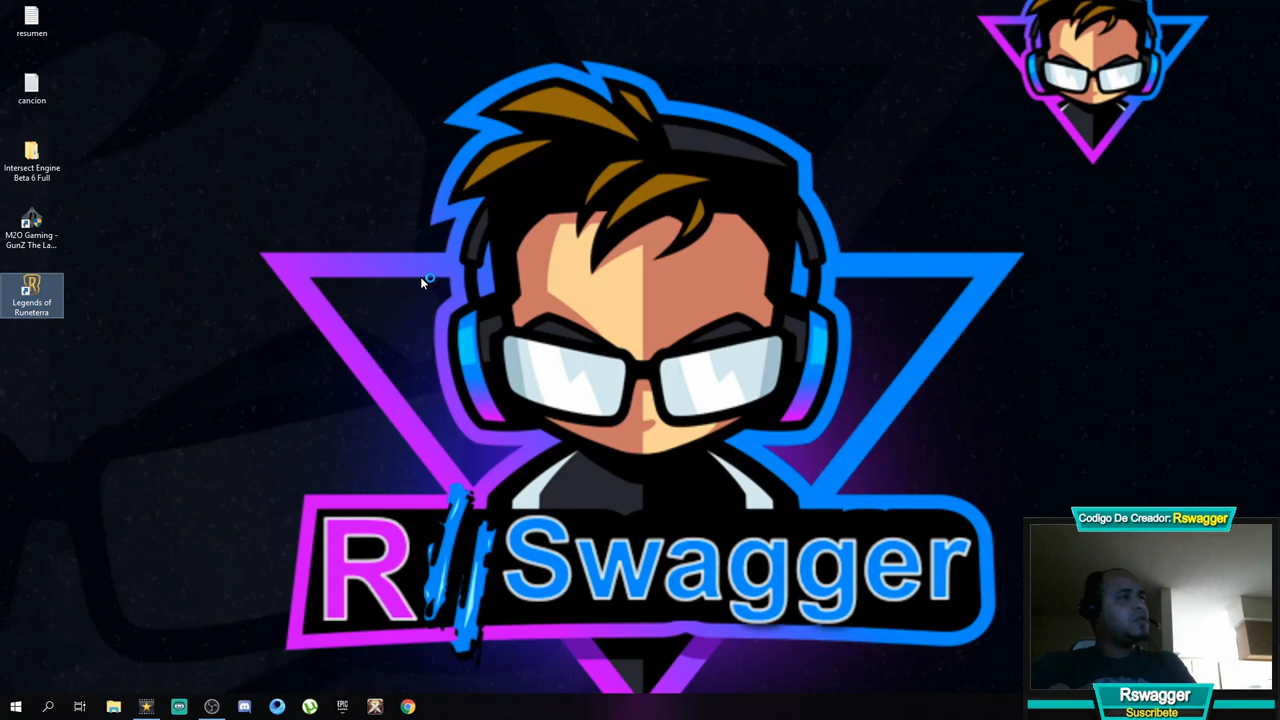 resumen
cancion
Intersect Engine
Beta 6 Full
M2O Gaming -
GunZ The La...
Legends of
Runeterra
R//Swagger
Codigo De Creador: Rswagger
Rswagger
Suscribete
EPIC